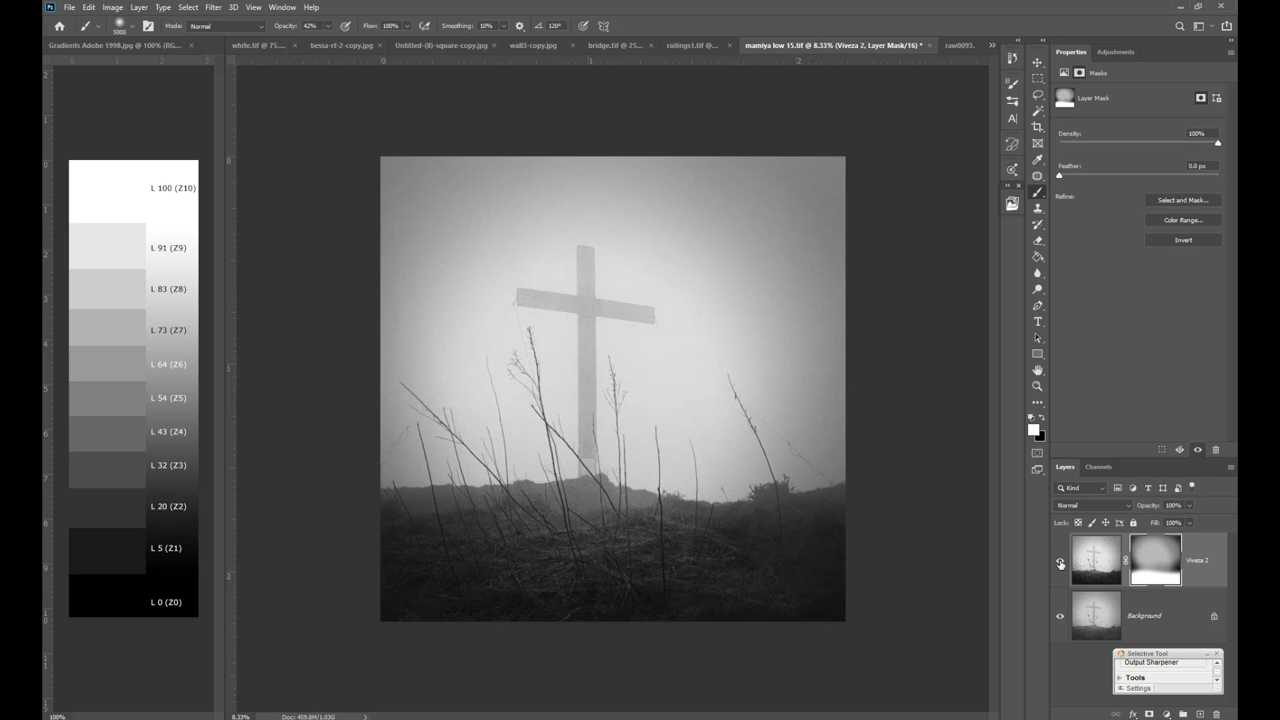 File Edit Image Layer Type Select Filter 3D View Window Help
5000 Mode: Normal Opacity: 42% Flow: 100% Smoothing: 10% 120°
Gradients Adobe 1998.jpg @ 100% (RG... white.tif @ 75.... bessa-rf-2-copy.jpg Untitled-(8)-square-copy.jpg wall3-copy.jpg bridge.tif @ 25... railings1.tif @... mamiya low 15.tif @ 8.33% (Viveza 2, Layer Mask/16) * raw0093.
L 100 (Z10)
L 91 (Z9)
L 83 (Z8)
L 73 (Z7)
L 64 (Z6)
L 54 (Z5)
L 43 (Z4)
L 32 (Z3)
L 20 (Z2)
L 5 (Z1)
L 0 (Z0)
100%
8.33% Doc: 459.8M/1.03G
Properties Adjustments
Masks
Layer Mask
Density: 100%
Feather: 0.0 px
Refine: Select and Mask...
Color Range...
Invert
Layers Channels
Kind
Normal Opacity: 100%
Lock: Fill: 100%
Viveza 2
Background
Selective Tool
Output Sharpener
Tools
Settings